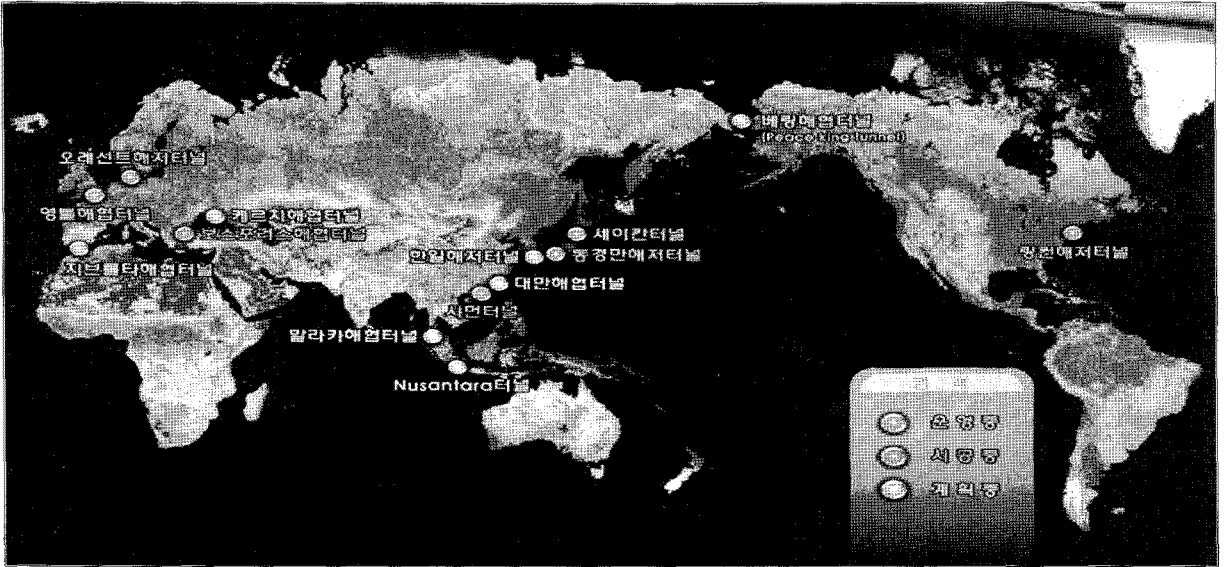 베링해협터널
(Peace King Tunnel)
오레선드해저터널
영불해협터널
케르치해협터널
보스포러스해협터널
지브롤타해협터널
세이칸터널
한일해저터널
동경만해저터널
대만해협터널
샤먼터널
말라카해협터널
Nusantara터널
해저터널
운영중
시공중
계획중